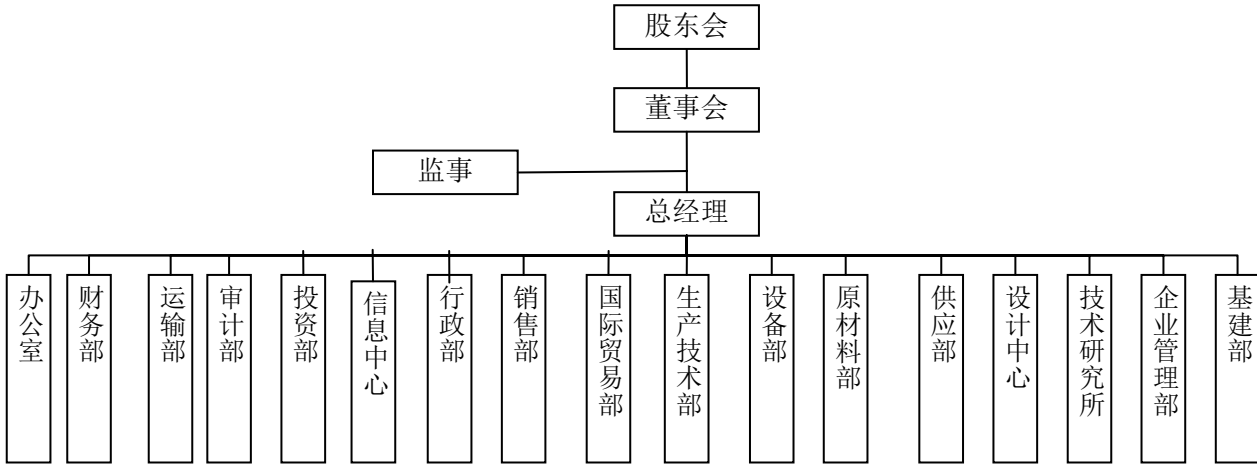 股东会
董事会
监事
总经理
办公室
财务部
运输部
审计部
投资部
信息中心
行政部
销售部
国际贸易部
生产技术部
设备部
原材料部
供应部
设计中心
技术研究所
企业管理部
基建部